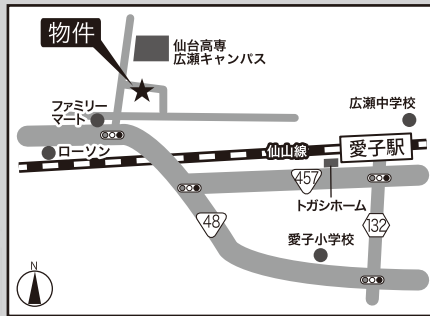 物件
仙台高専
広瀬キャンパス
ファミリー
マート
広瀬中学校
ローソン
仙山線
愛子駅
457
トガシホーム
48
132
愛子小学校
N